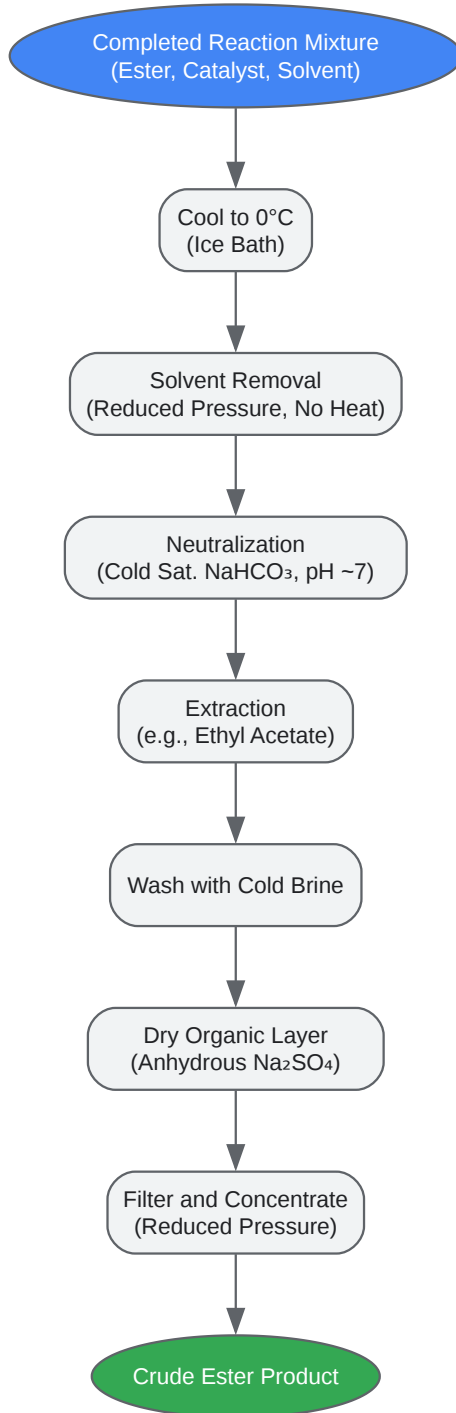 Completed Reaction Mixture
(Ester, Catalyst, Solvent)
Cool to 0°C
(Ice Bath)
Solvent Removal
(Reduced Pressure, No Heat)
Neutralization
(Cold Sat. NaHCO₃, pH ~7)
Extraction
(e.g., Ethyl Acetate)
Wash with Cold Brine
Dry Organic Layer
(Anhydrous Na₂SO₄)
Filter and Concentrate
(Reduced Pressure)
Crude Ester Product